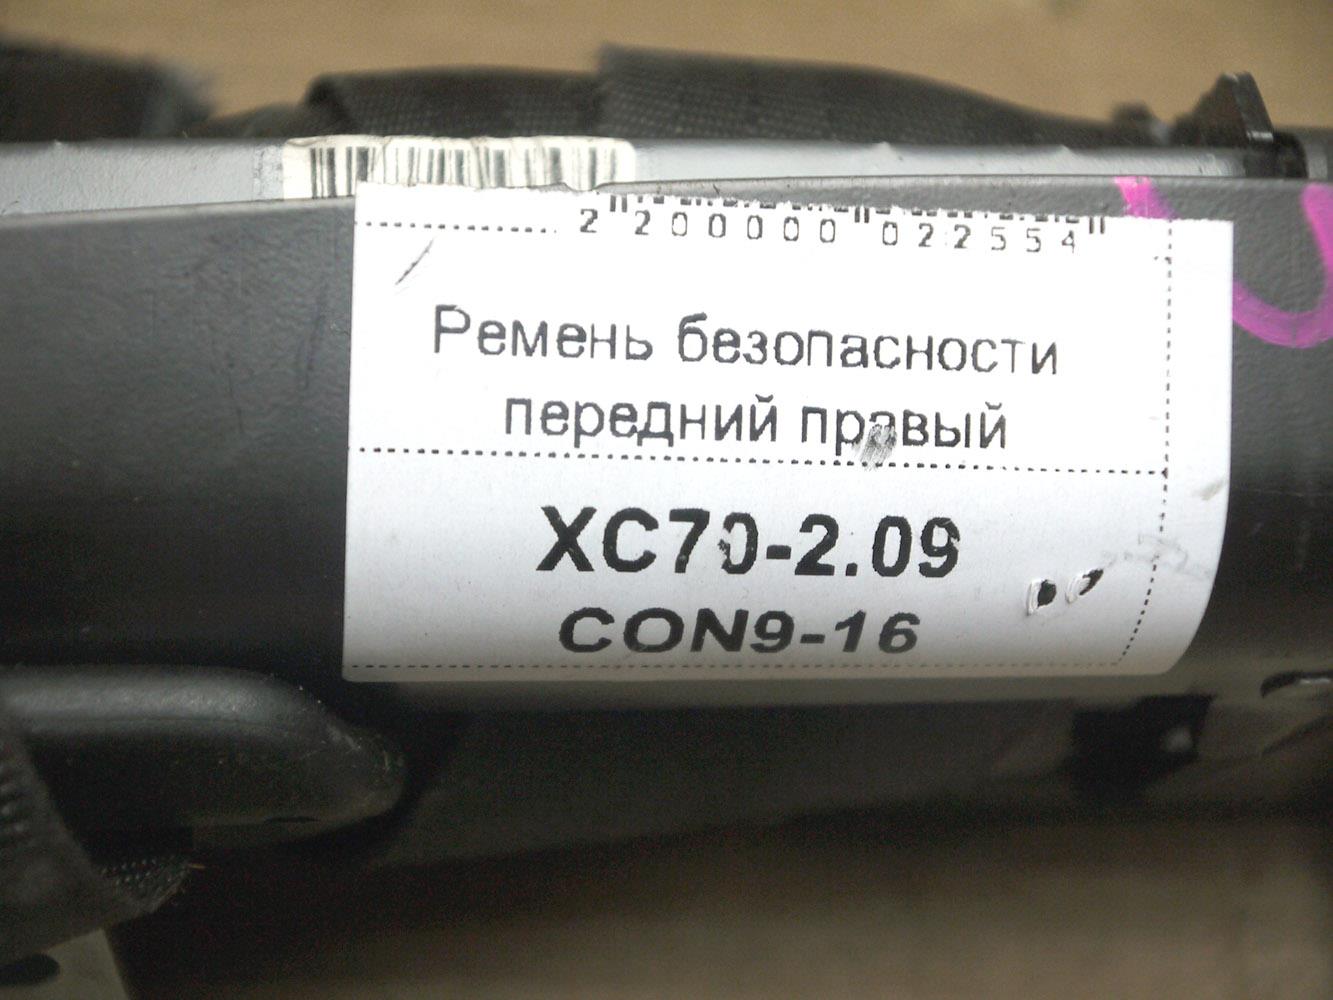 2 200000 022554
Ремень безопасности
передний правый
XC70-2.09
CON9-16